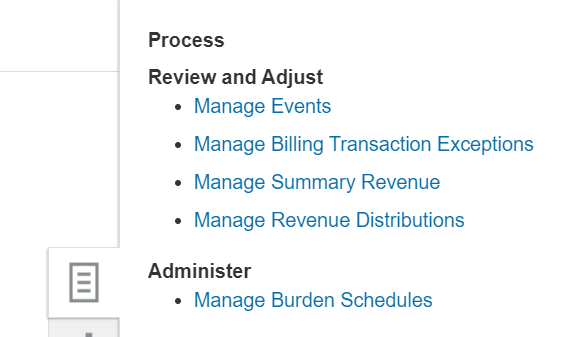 Process
Review and Adjust
Manage Events
Manage Billing Transaction Exceptions
Manage Summary Revenue
Manage Revenue Distributions
Administer
Manage Burden Schedules